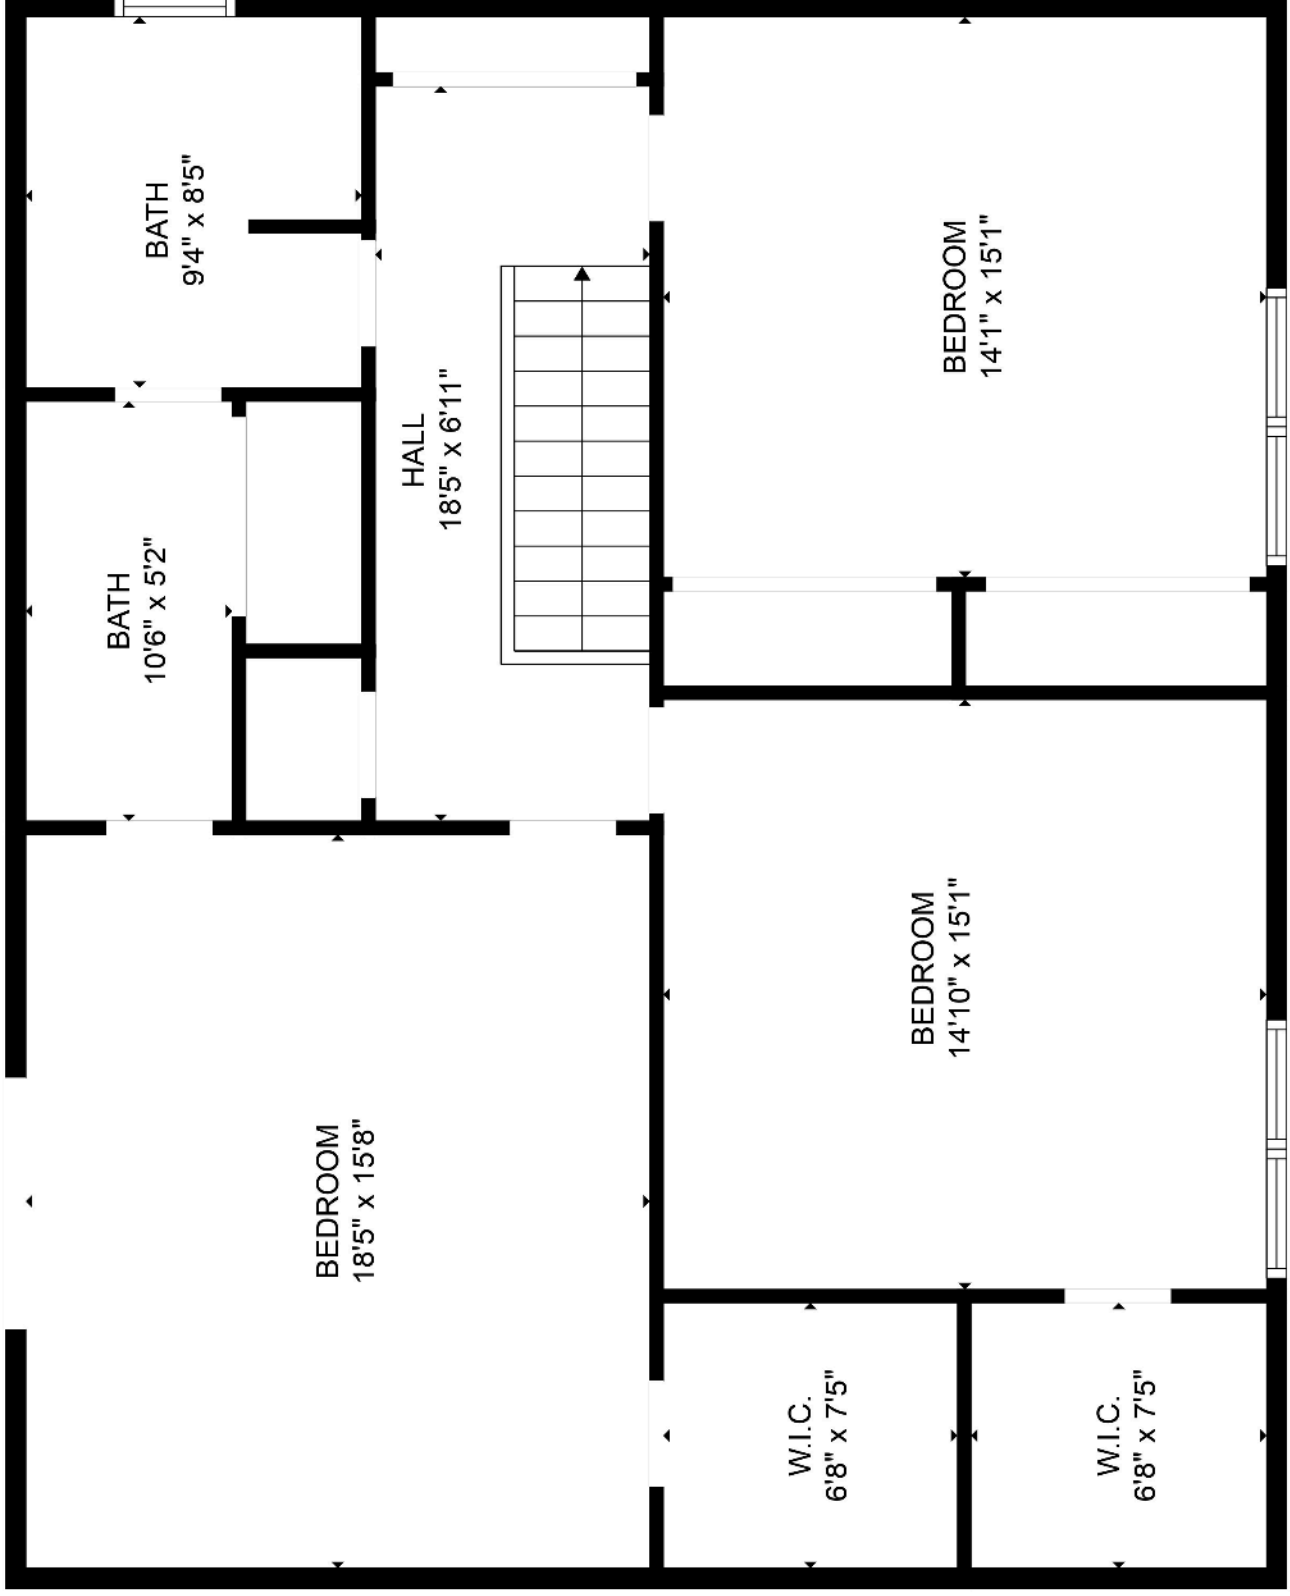 BATH
9'4" x 8'5"
BEDROOM
14'1" x 15'1"
HALL
18'5" x 6'11"
BATH
10'6" x 5'2"
BEDROOM
14'10" x 15'1"
BEDROOM
18'5" x 15'8"
W.I.C.
6'8" x 7'5"
W.I.C.
6'8" x 7'5"